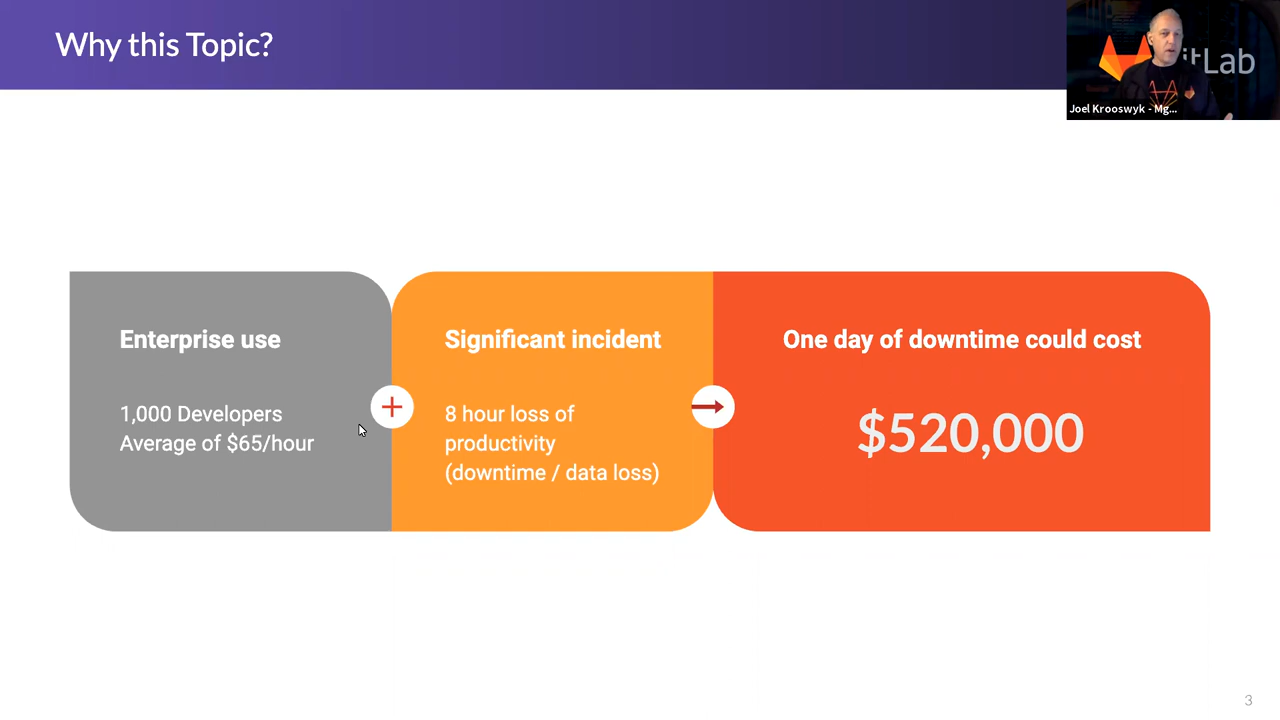 Why this Topic?
itLab
Joel Krooswyk - Mg...
Enterprise use
1,000 Developers
Average of $65/hour
Significant incident
8 hour loss of
productivity
(downtime / data loss)
One day of downtime could cost
$520,000
3